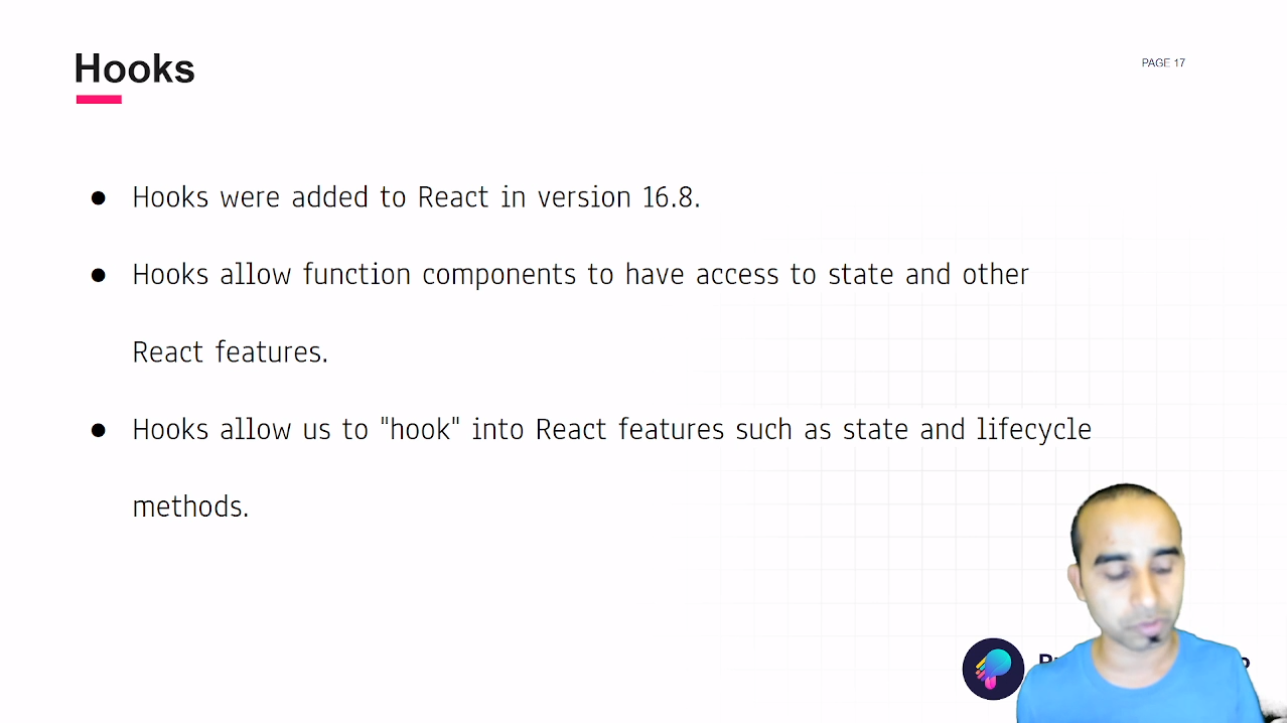 Hooks
PAGE 17
● Hooks were added to React in version 16.8.
● Hooks allow function components to have access to state and other
React features.
● Hooks allow us to "hook" into React features such as state and lifecycle
methods.